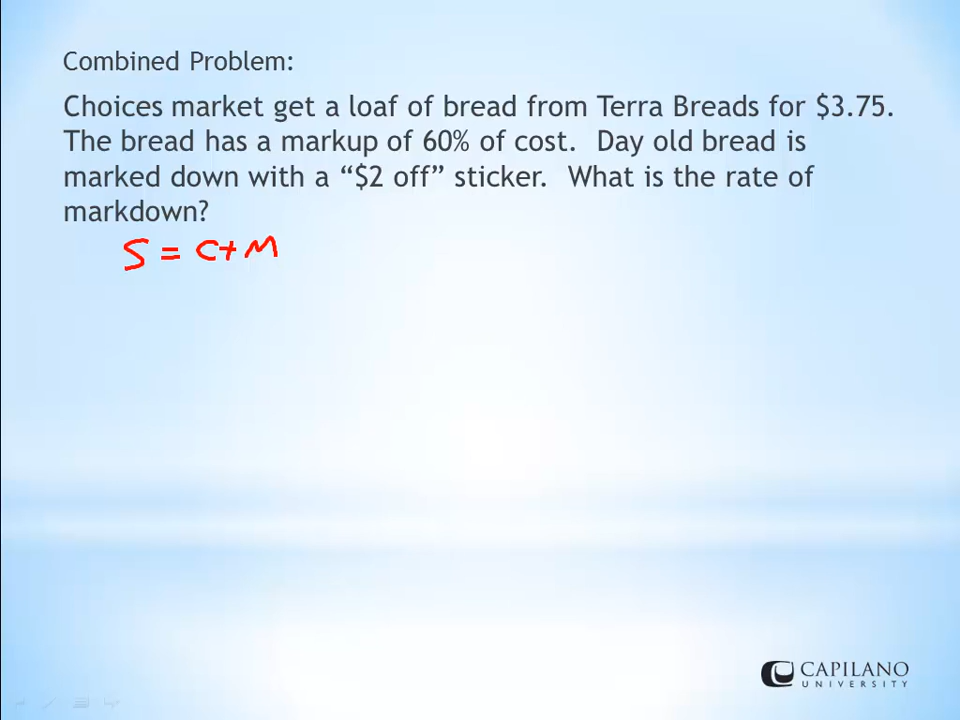 Combined Problem:
Choices market get a loaf of bread from Terra Breads for $3.75.
The bread has a markup of 60% of cost. Day old bread is
marked down with a “$2 off” sticker. What is the rate of
markdown?
S = C+M
CAPILANO
UNIVERSITY